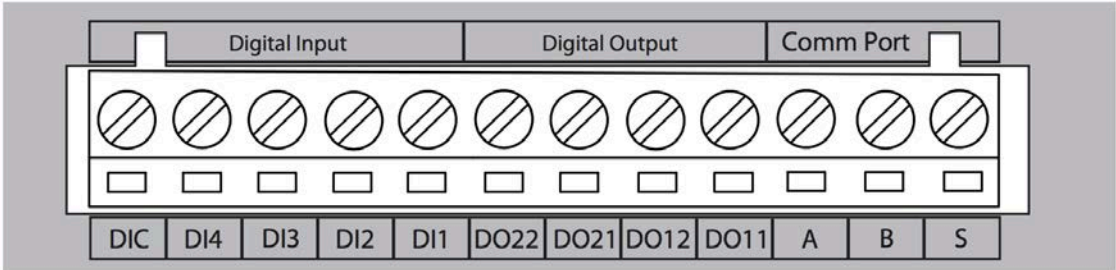 Digital Input Digital Output Comm Port
DIC DI4 DI3 DI2 DI1 DO22 DO21 DO12 DO11 A B S